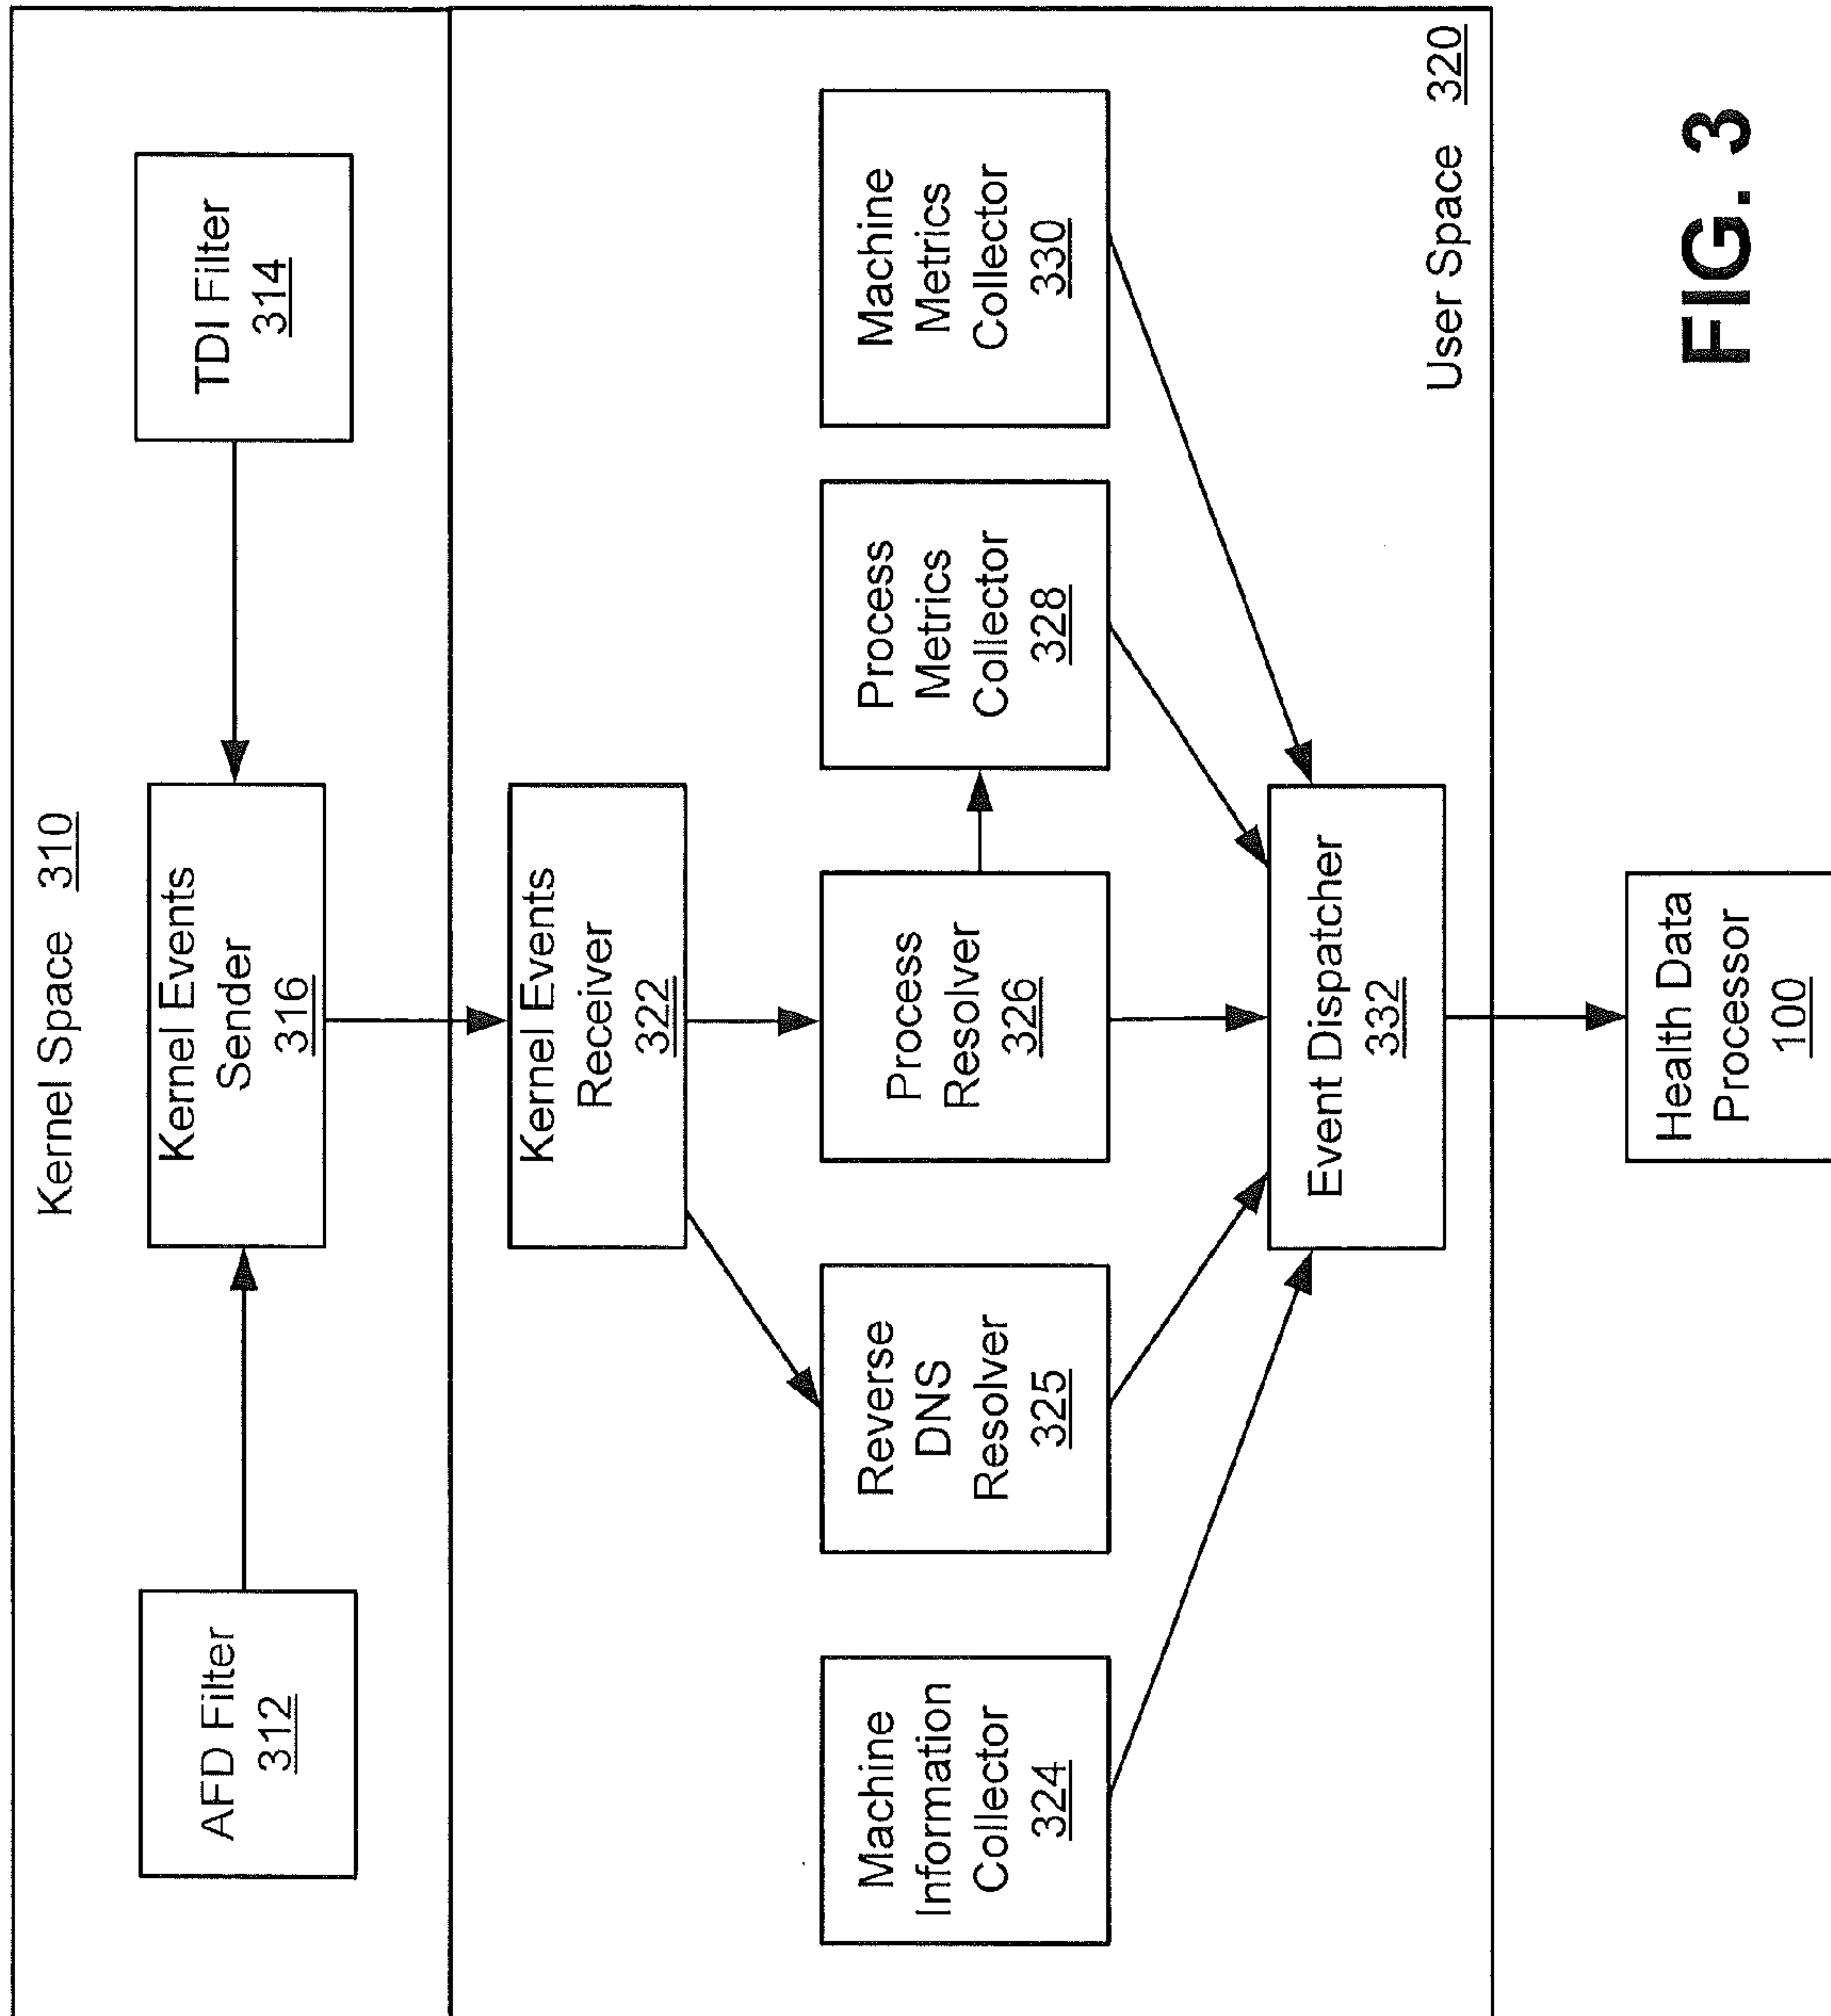 Kernel Space 310
AFD Filter
312
Kernel Events
Sender
316
TDI Filter
314
Kernel Events
Receiver
322
Machine
Information
Collector
324
Reverse
DNS
Resolver
325
Process
Resolver
326
Process
Metrics
Collector
328
Machine
Metrics
Collector
330
Event Dispatcher
332
User Space 320
Health Data
Processor
100
FIG. 3